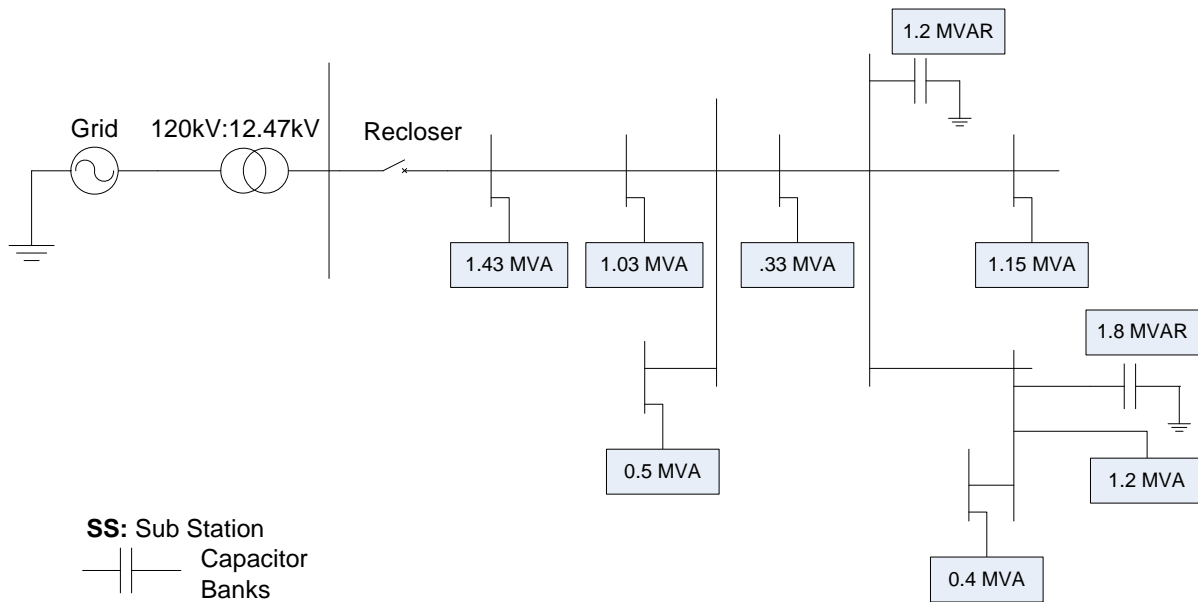 1.2 MVAR
Grid
120kV:12.47kV
Recloser
1.43 MVA
1.03 MVA
.33 MVA
1.15 MVA
1.8 MVAR
0.5 MVA
1.2 MVA
0.4 MVA
SS: Sub Station
Capacitor
Banks